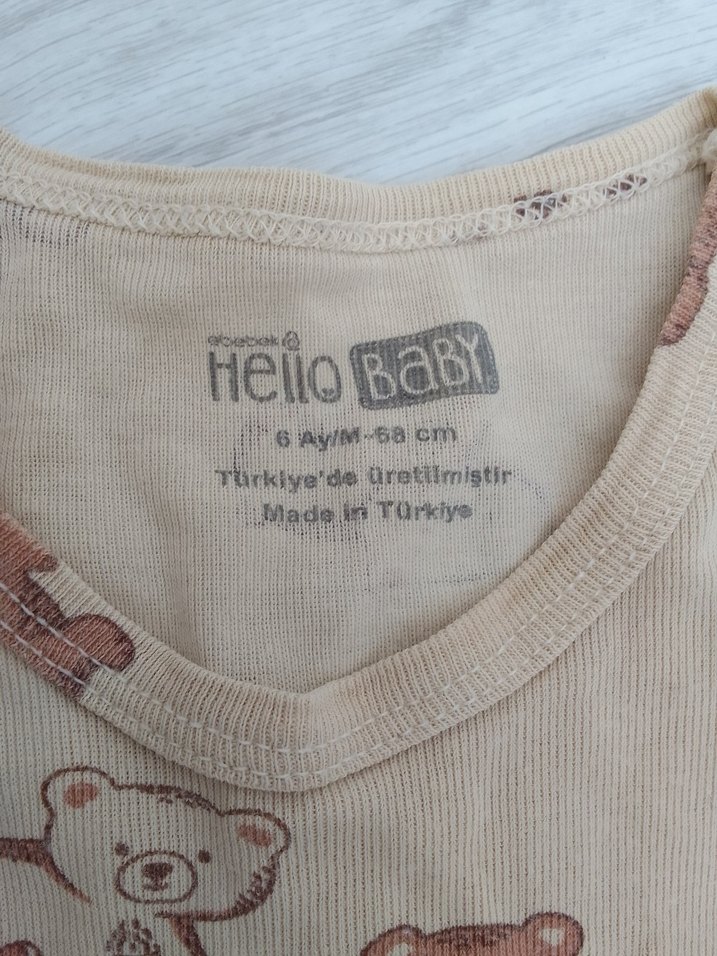 ebebek
Hello BaBY
6 Ay/M-68 cm
Türkiye'de üretilmiştir
Made in Türkiye